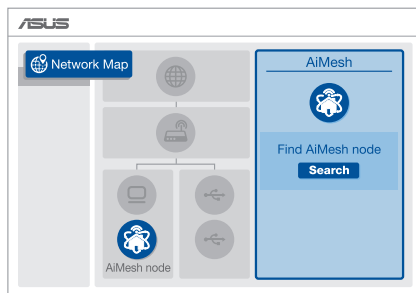 ASUS
Network Map
AiMesh
Find AiMesh node
Search
AiMesh node